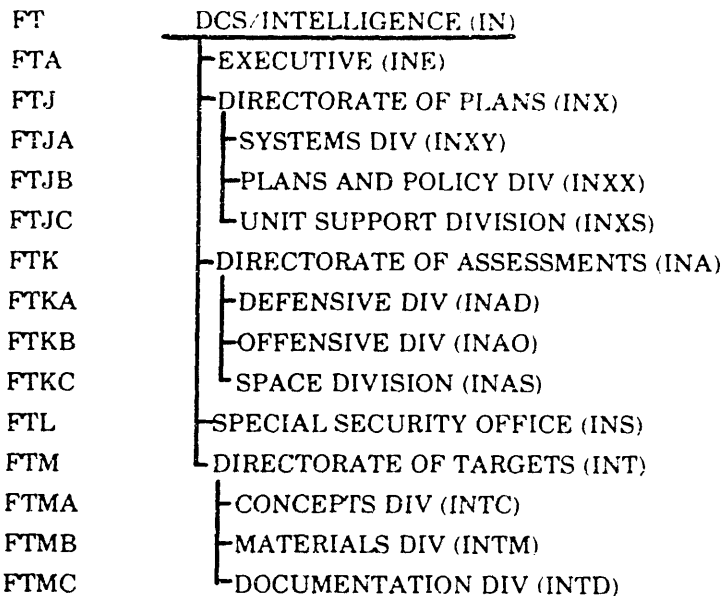 FT DCS/INTELLIGENCE (IN)
FTA EXECUTIVE (INE)
FTJ DIRECTORATE OF PLANS (INX)
FTJA SYSTEMS DIV (INXY)
FTJB PLANS AND POLICY DIV (INXX)
FTJC UNIT SUPPORT DIVISION (INXS)
FTK DIRECTORATE OF ASSESSMENTS (INA)
FTKA DEFENSIVE DIV (INAD)
FTKB OFFENSIVE DIV (INAO)
FTKC SPACE DIVISION (INAS)
FTL SPECIAL SECURITY OFFICE (INS)
FTM DIRECTORATE OF TARGETS (INT)
FTMA CONCEPTS DIV (INTC)
FTMB MATERIALS DIV (INTM)
FTMC DOCUMENTATION DIV (INTD)